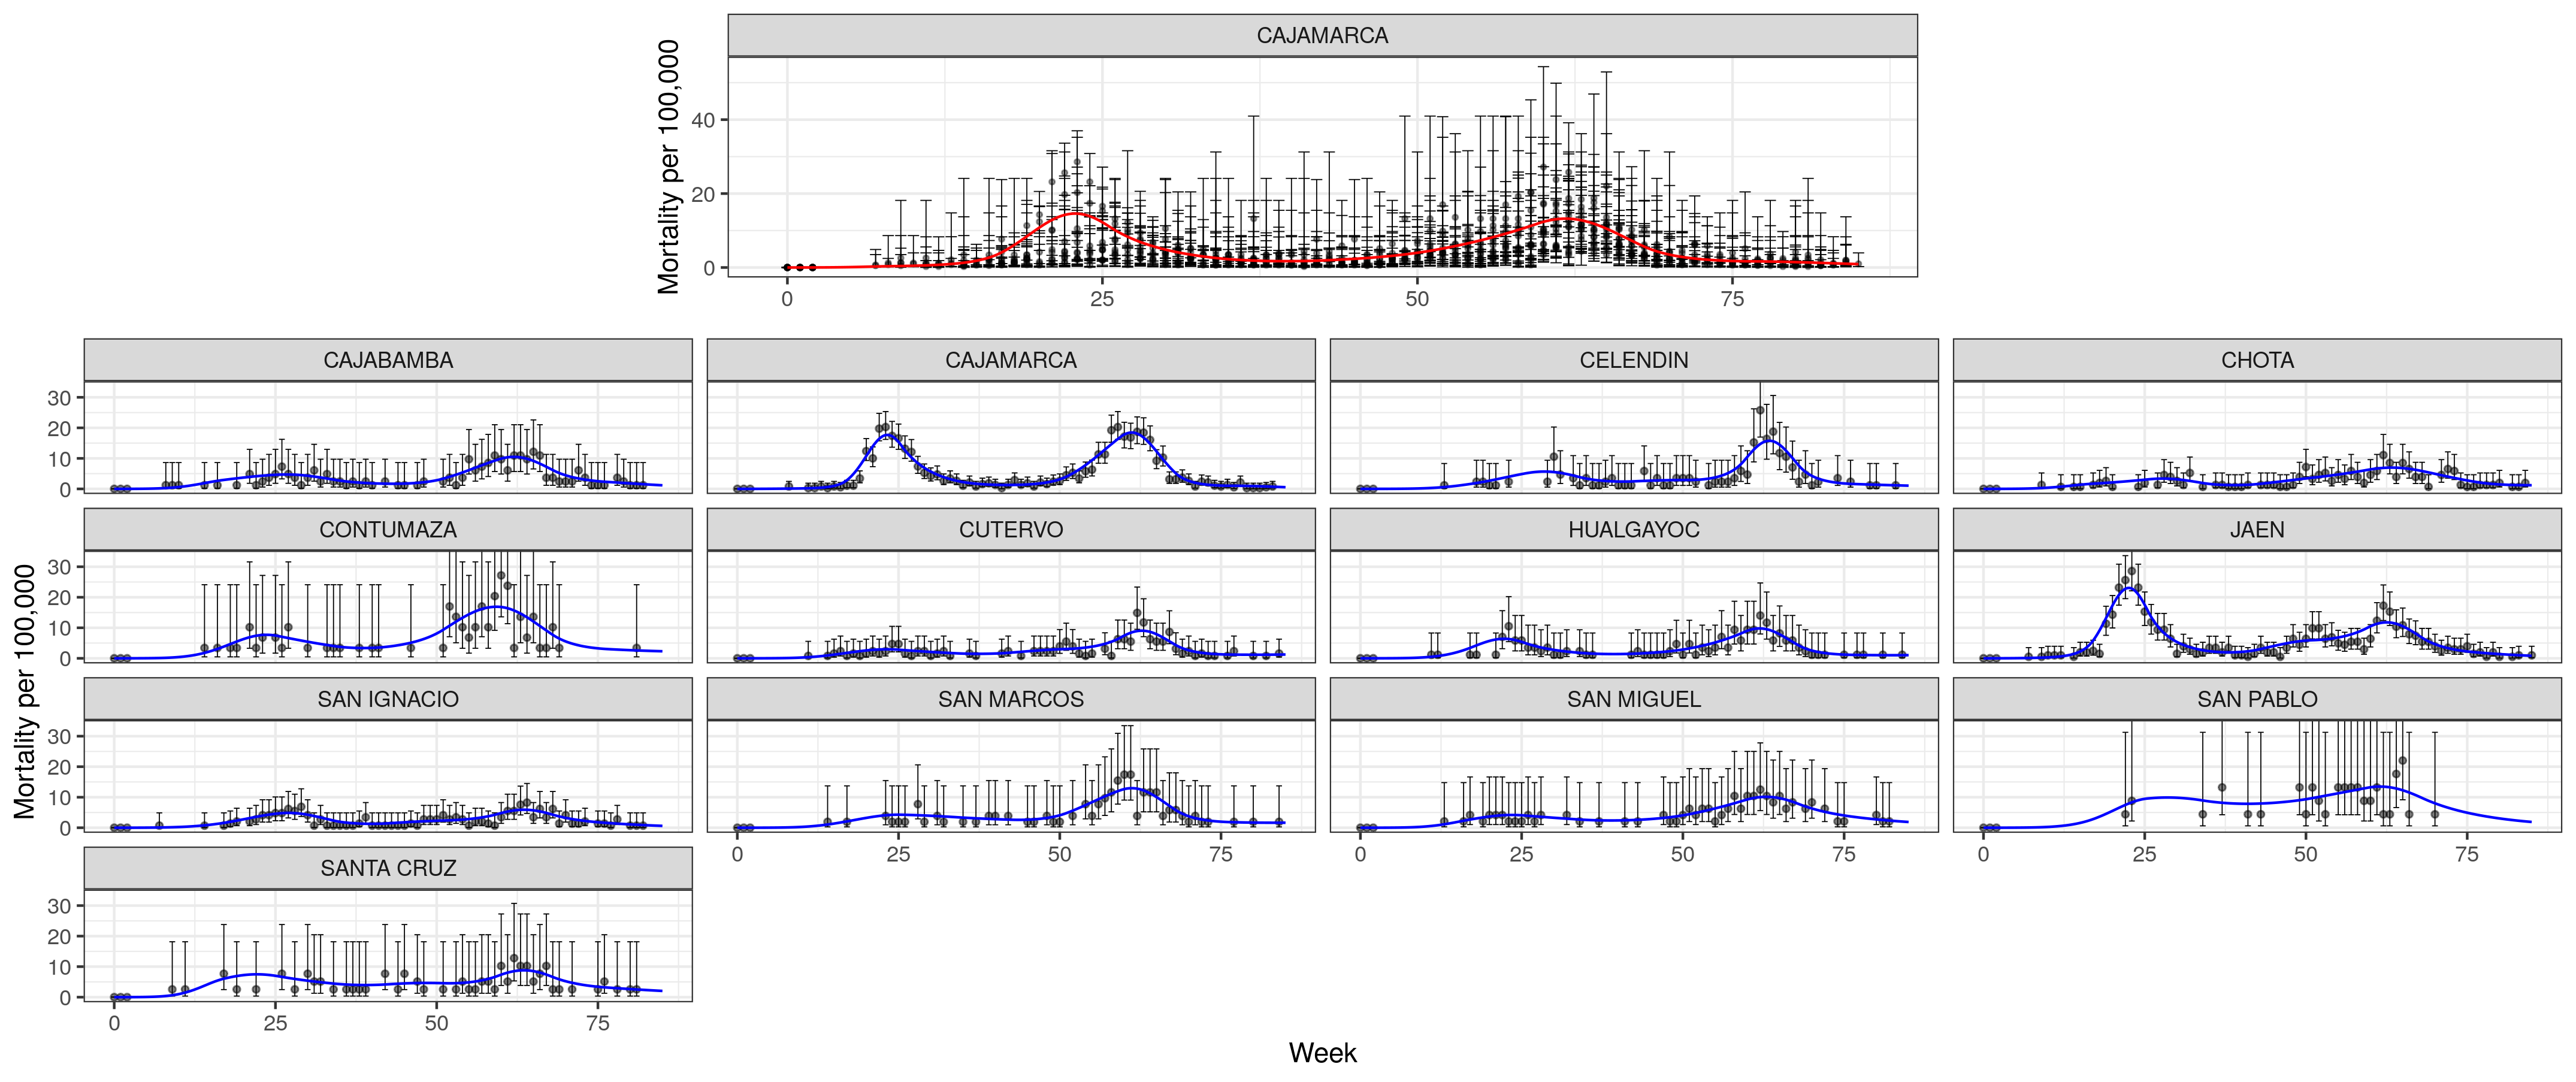 CAJAMARCA
Mortality per 100,000
40
20
0
0 25 50 75
CAJABAMBA CAJAMARCA CELENDIN CHOTA
30
20
10
0
CONTUMAZA CUTERVO HUALGAYOC JAEN
30
20
10
0
Mortality per 100,000
SAN IGNACIO SAN MARCOS SAN MIGUEL SAN PABLO
30
20
10
0
0 25 50 75 0 25 50 75 0 25 50 75
SANTA CRUZ
30
20
10
0
0 25 50 75
Week